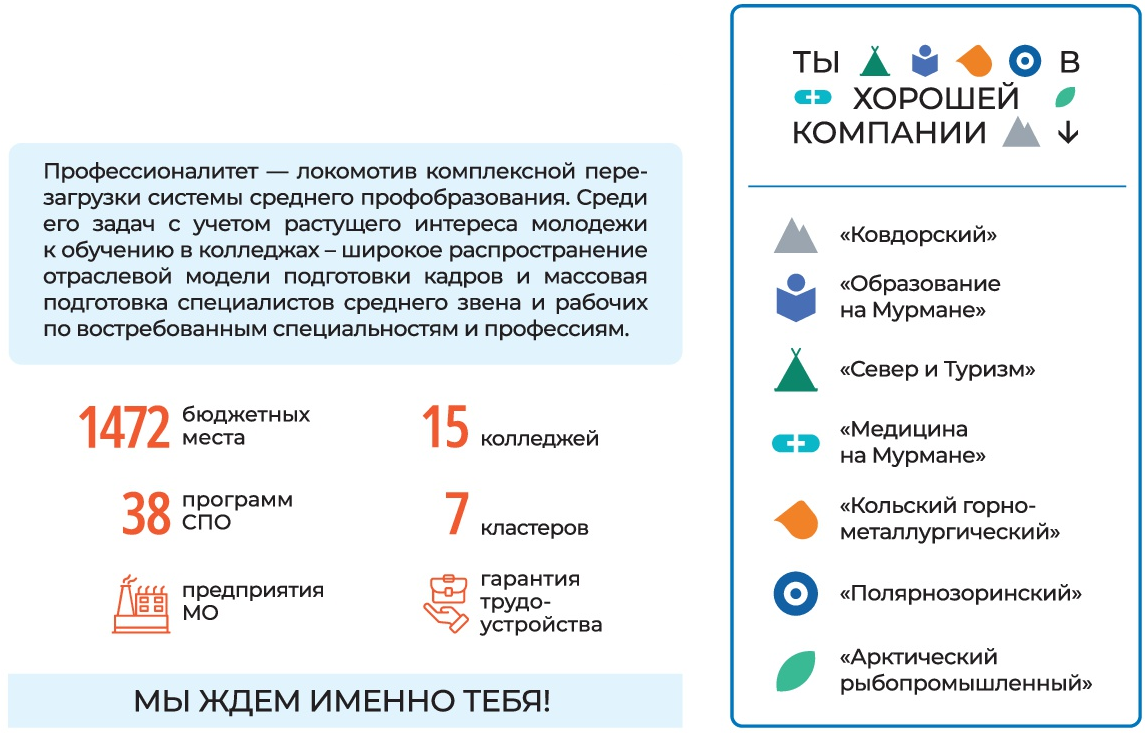 Профессионалитет — локомотив комплексной пере-
загрузки системы среднего профобразования. Среди
его задач с учетом растущего интереса молодежи
к обучению в колледжах – широкое распространение
отраслевой модели подготовки кадров и массовая
подготовка специалистов среднего звена и рабочих
по востребованным специальностям и профессиям.
1472 бюджетных
места
15 колледжей
38 программ
СПО
7 кластеров
предприятия
МО
гарантия
трудо-
устройства
МЫ ЖДЕМ ИМЕННО ТЕБЯ!
ТЫ В
ХОРОШЕЙ
КОМПАНИИ ↓
«Ковдорский»
«Образование
на Мурмане»
«Север и Туризм»
«Медицина
на Мурмане»
«Кольский горно-
металлургический»
«Полярнозоринский»
«Арктический
рыбопромышленный»